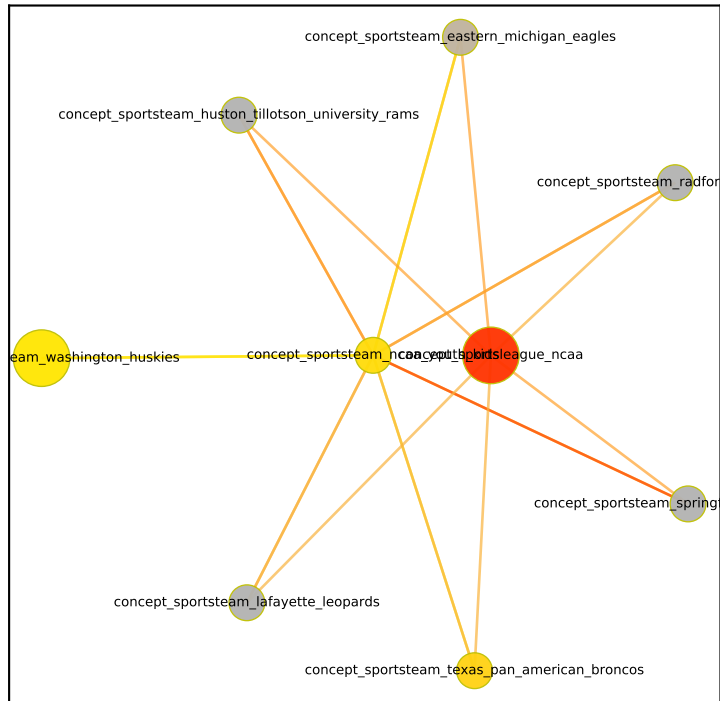 concept_sportsteam_eastern_michigan_eagles
concept_sportsteam_huston_tillotson_university_rams
concept_sportsteam_radfor
eam_washington_huskies
concept_sportsteam_ncaa_youth_kids
concept_sportsleague_ncaa
concept_sportsteam_springf
concept_sportsteam_lafayette_leopards
concept_sportsteam_texas_pan_american_broncos